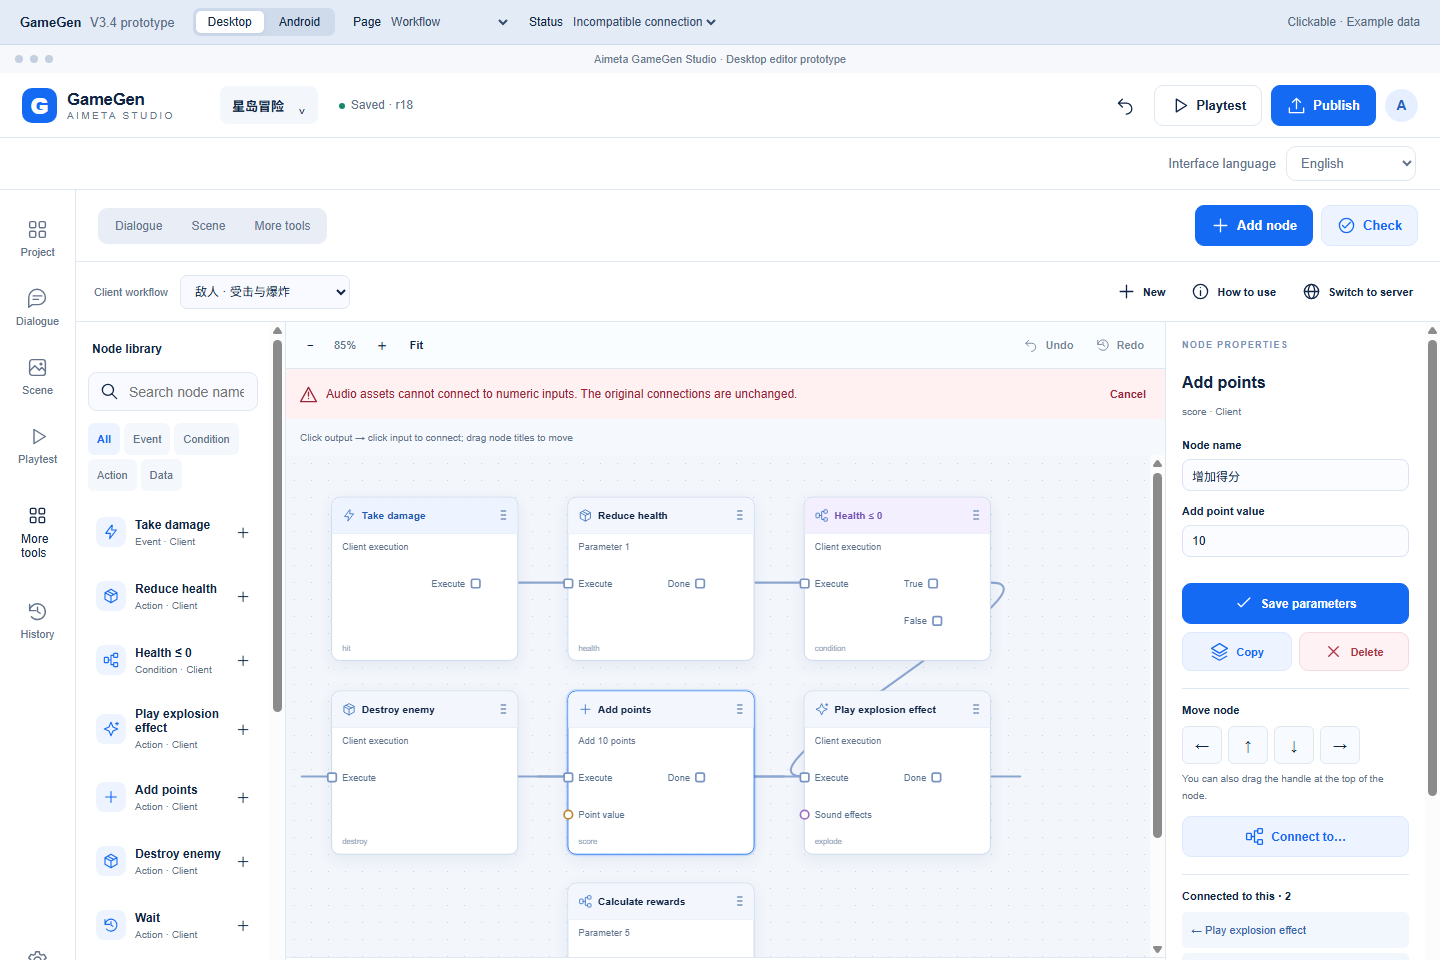 GameGen V3.4 prototype Desktop Android Page Workflow Status Incompatible connection Clickable · Example data
Aimeta GameGen Studio · Desktop editor prototype
G GameGen
AIMETA STUDIO
星岛冒险
Saved · r18
Playtest
Publish
A
Interface language English
Project
Dialogue
Scene
Playtest
More
tools
History
Dialogue Scene More tools
Add node
Check
Client workflow 敌人 · 受击与爆炸
New
How to use
Switch to server
Node library
Search node name
All Event Condition
Action Data
Take damage
Event · Client
Reduce health
Action · Client
Health ≤ 0
Condition · Client
Play explosion
effect
Action · Client
Add points
Action · Client
Destroy enemy
Action · Client
Wait
Action · Client
− 85% + Fit
Undo Redo
Audio assets cannot connect to numeric inputs. The original connections are unchanged. Cancel
Click output → click input to connect; drag node titles to move
Take damage
Client execution
Execute
hit
Reduce health
Parameter 1
Execute Done
health
Health ≤ 0
Client execution
Execute True
False
condition
Destroy enemy
Client execution
Execute
destroy
Add points
Add 10 points
Execute Done
Point value
score
Play explosion effect
Client execution
Execute Done
Sound effects
explode
Calculate rewards
Parameter 5
NODE PROPERTIES
Add points
score · Client
Node name
增加得分
Add point value
10
Save parameters
Copy
Delete
Move node
← ↑ ↓ →
You can also drag the handle at the top of the
node.
Connect to…
Connected to this · 2
← Play explosion effect